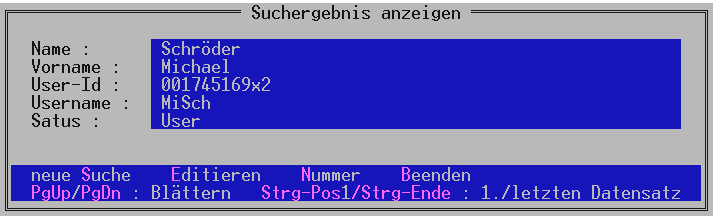 Suchergebnis anzeigen
Name : Schröder
Vorname : Michael
User-Id : 001745169x2
Username : MiSch
Satus : User
neue Suche Editieren Nummer Beenden
PgUp/PgDn : Blättern Strg-Pos1/Strg-Ende : 1./letzten Datensatz